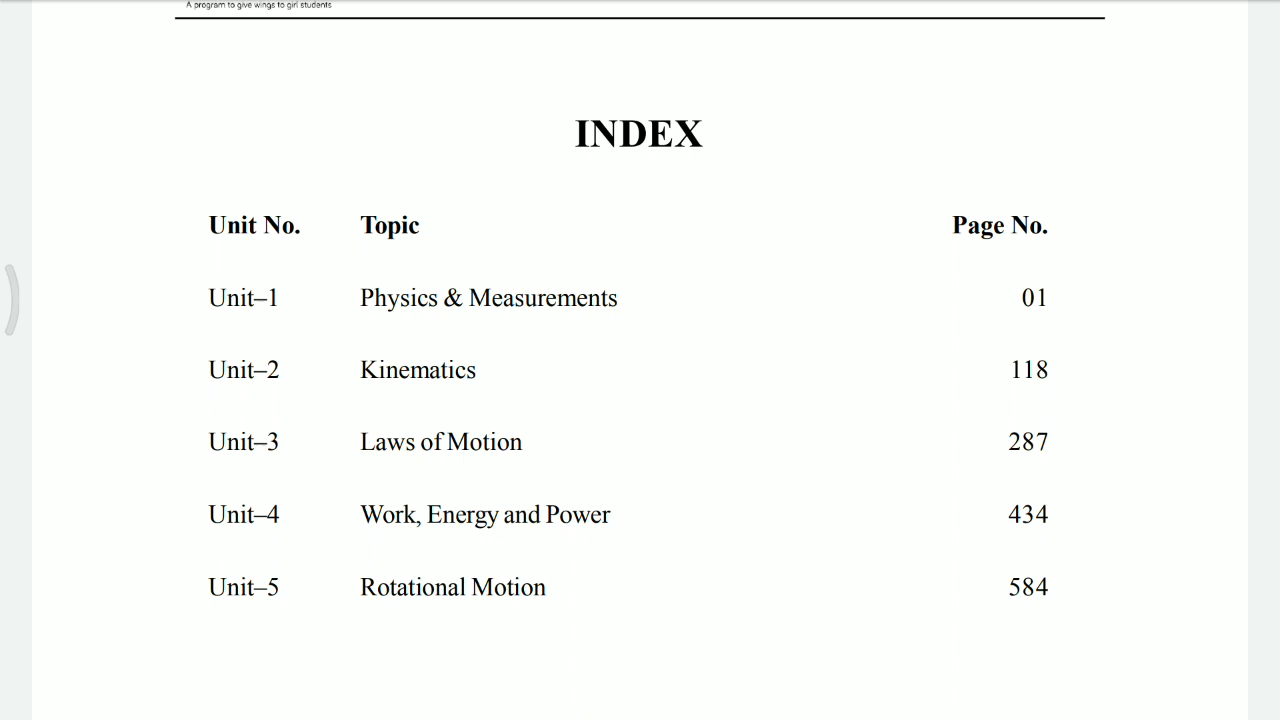 A program to give wings to girl students
INDEX
Unit No. Topic Page No.
Unit–1 Physics & Measurements 01
Unit–2 Kinematics 118
Unit–3 Laws of Motion 287
Unit–4 Work, Energy and Power 434
Unit–5 Rotational Motion 584